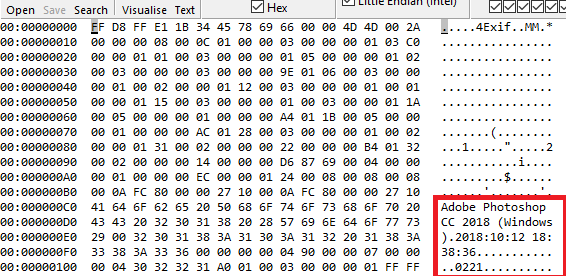 Open Save Search Hex Little Endian (Intel)
00:00000000 FF D8 FF E1 1B 34 45 78 69 66 00 00 4D 4D 00 2A .....4Exif..MM.*
00:00000010 00 00 00 08 00 0C 01 00 00 03 00 00 00 01 03 C0 ................
00:00000020 00 00 01 01 00 03 00 00 00 01 05 00 00 00 01 02 ................
00:00000030 00 03 00 00 00 03 00 00 00 9E 01 06 00 03 00 00 ................
00:00000040 00 01 00 02 00 00 01 12 00 03 00 00 00 01 00 01 ................
00:00000050 00 00 01 15 00 03 00 00 00 01 00 03 00 00 01 1A ................
00:00000060 00 05 00 00 00 01 00 00 00 A4 01 1B 00 05 00 00 ................
00:00000070 00 01 00 00 00 AC 01 28 00 03 00 00 00 01 00 02 .......(........
00:00000080 00 00 01 31 00 02 00 00 00 22 00 00 00 B4 01 32 ...1.....".....2
00:00000090 00 02 00 00 00 14 00 00 00 D6 87 69 00 04 00 00 ...........i....
00:000000A0 00 01 00 00 00 EC 00 00 01 24 00 08 00 08 00 08 .........$......
00:000000B0 00 0A FC 80 00 00 27 10 00 0A FC 80 00 00 27 10 ......'.......'.
00:000000C0 41 64 6F 62 65 20 50 68 6F 74 6F 73 68 6F 70 20 Adobe Photoshop
00:000000D0 43 43 20 32 30 31 38 20 28 57 69 6E 64 6F 77 73 CC 2018 (Windows
00:000000E0 29 00 32 30 31 38 3A 31 30 3A 31 32 20 31 38 3A ).2018:10:12 18:
00:000000F0 33 38 3A 33 36 00 00 00 00 04 90 00 00 07 00 00 38:36...........
00:00000100 00 04 30 32 32 31 A0 01 00 03 00 00 00 01 FF FF ..0221..........